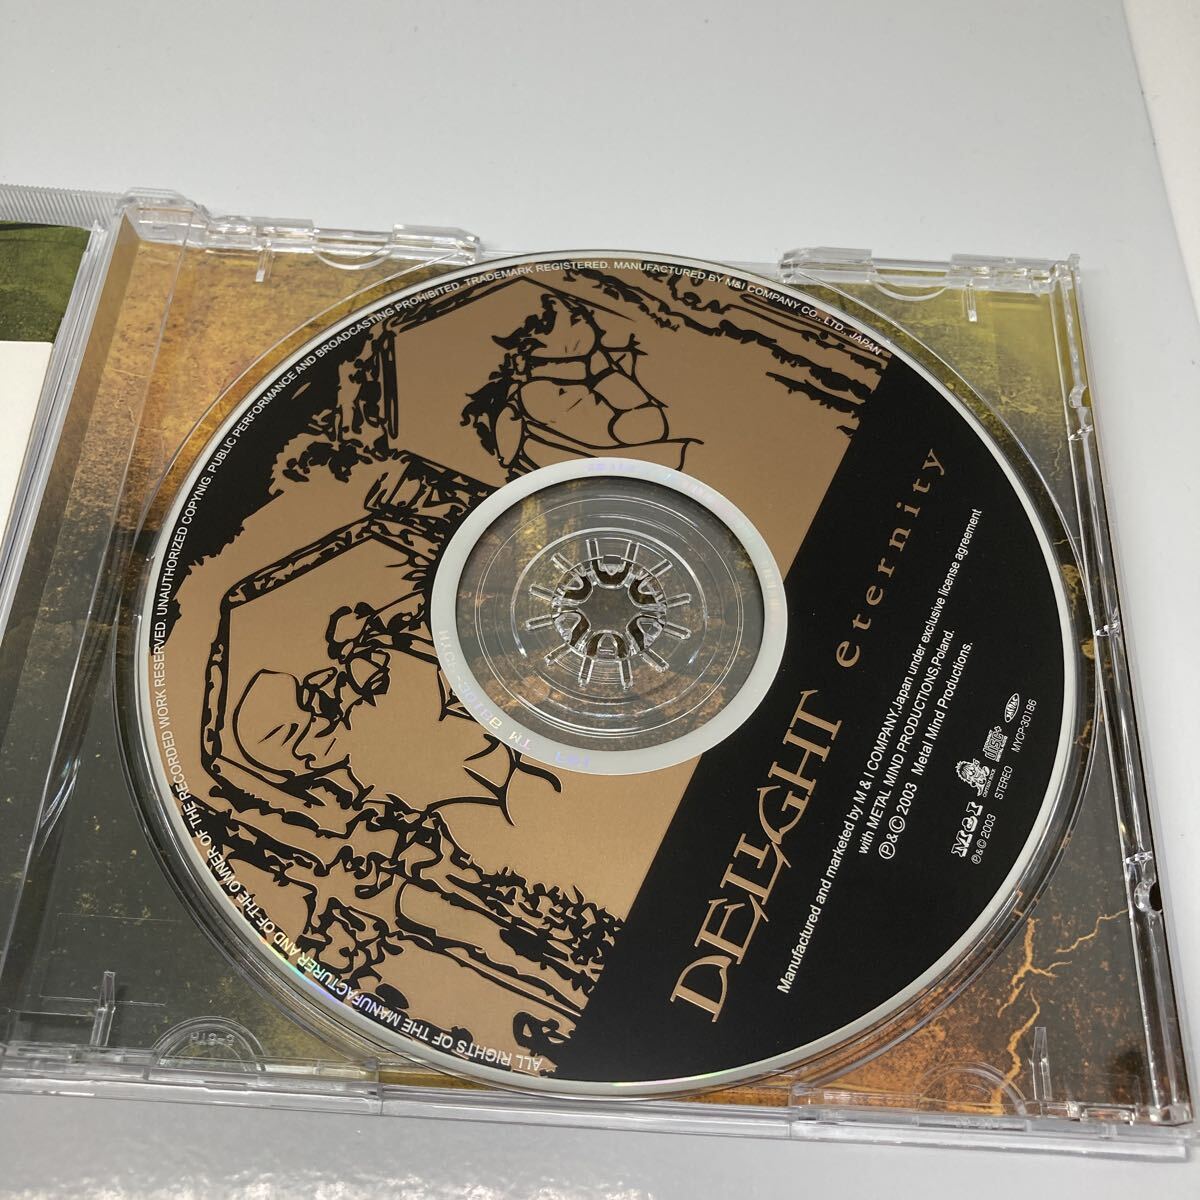 DELIGHT
eternity
Manufactured and marketed by M & I COMPANY,Japan under exclusive license agreement
with METAL MIND PRODUCTIONS,Poland.
Ⓟ&© 2003 Metal Mind Productions.
M&I
STEREO
MYCP-30186
Ⓟ&© 2003
ALL RIGHTS OF THE MANUFACTURER AND OF THE OWNER OF THE RECORDED WORK RESERVED. UNAUTHORIZED COPYNIG. PUBLIC PERFORMANCE AND BROADCASTING PROHIBITED. TRADEMARK REGISTERED. MANUFACTURED BY M&I COMPANY CO., LTD., JAPAN